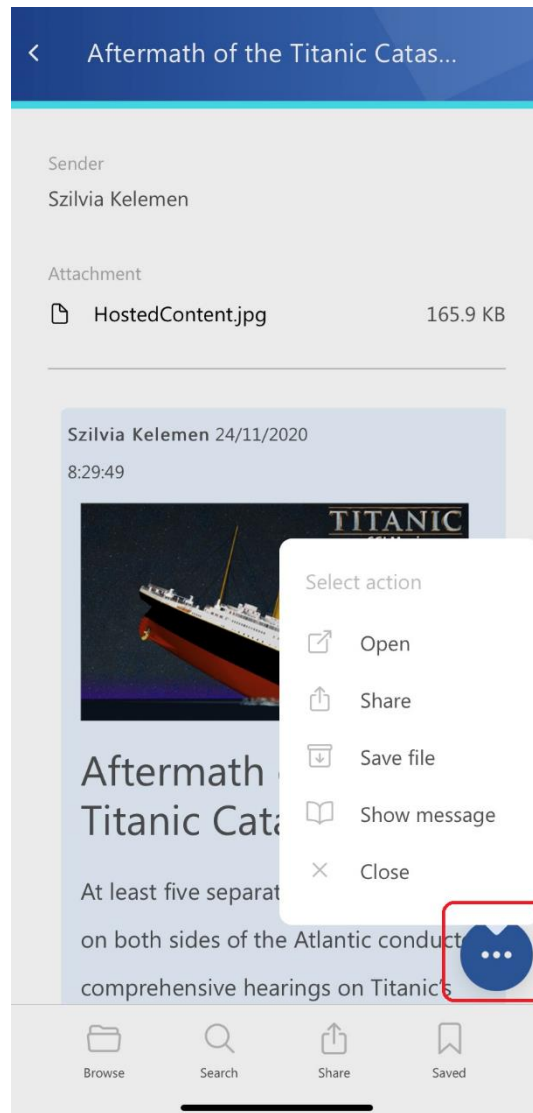 Aftermath of the Titanic Catas...
Sender
Szilvia Kelemen
Attachment
HostedContent.jpg 165.9 KB
Szilvia Kelemen 24/11/2020
8:29:49
TITANIC
Select action
Open
Share
Save file
Show message
Close
Aftermath
Titanic Cata
At least five separat
on both sides of the Atlantic conduct
comprehensive hearings on Titanic's
Browse Search Share Saved